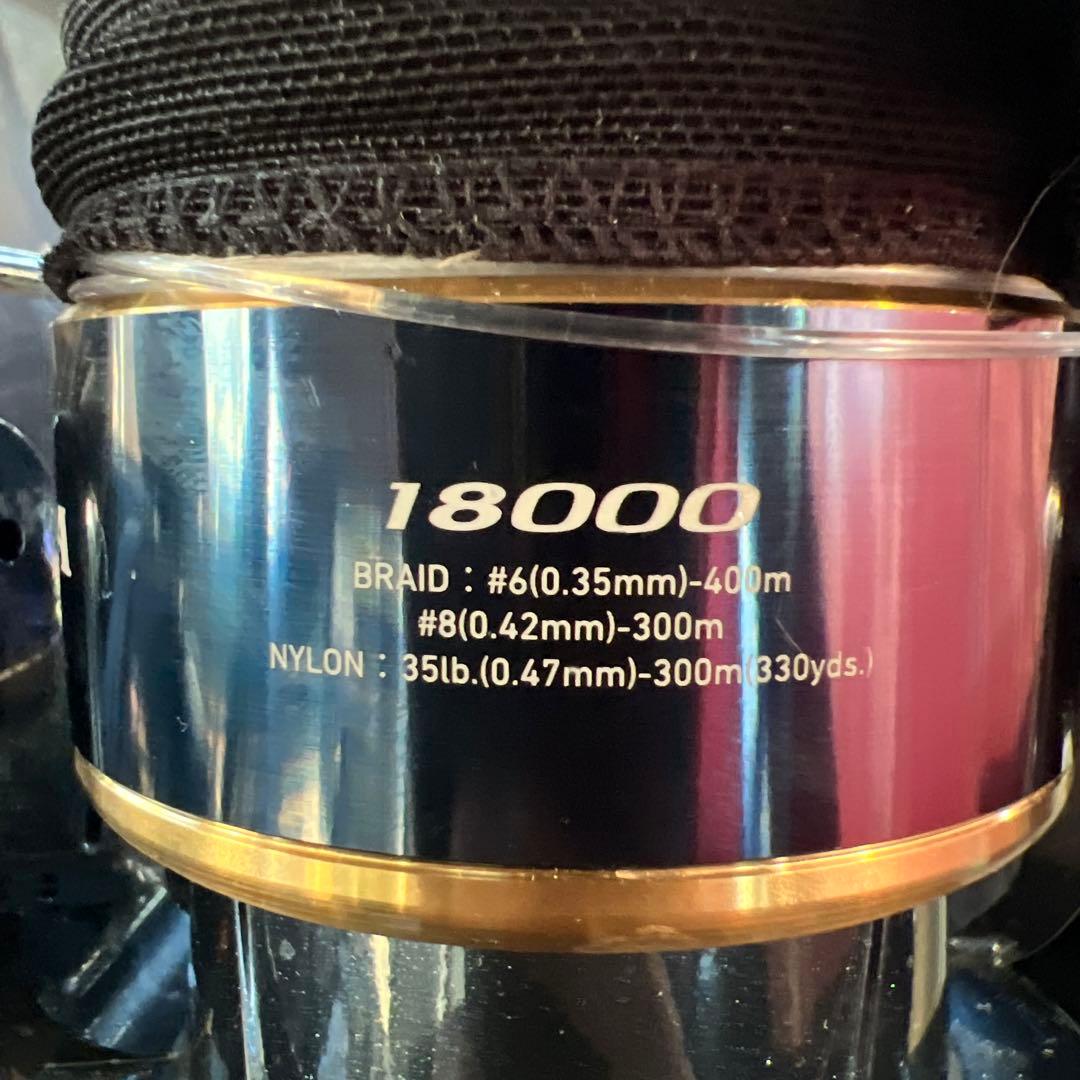 18000
BRAID : #6(0.35mm)-400m
#8(0.42mm)-300m
NYLON : 35lb.(0.47mm)-300m(330yds.)